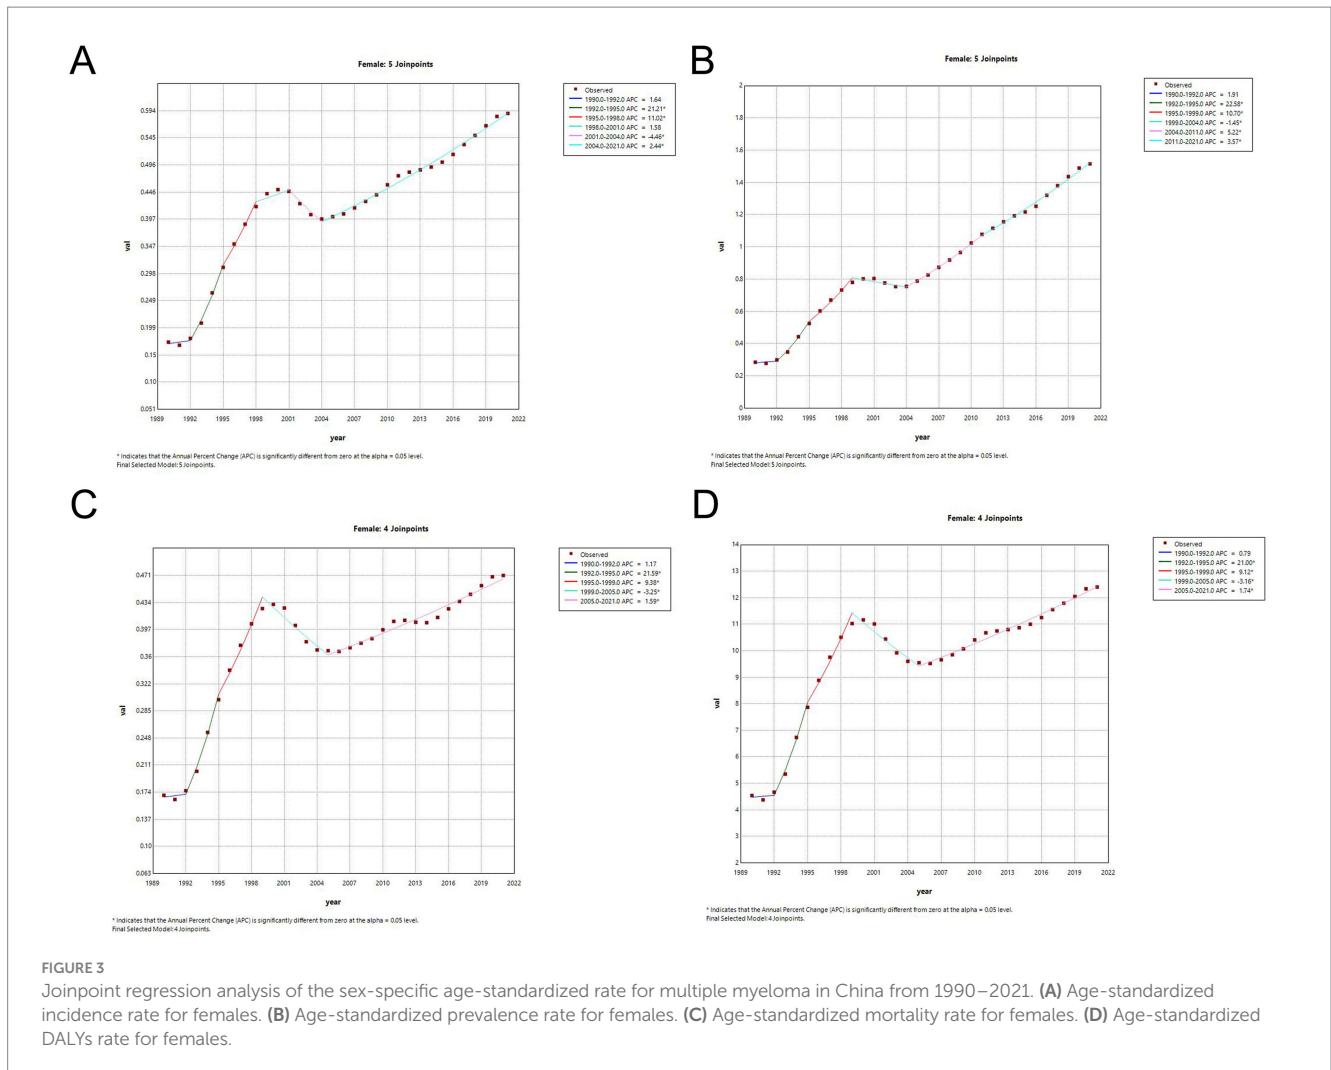 A
Female: 5 Joinpoints
Observed
1990.0-1992.0 APC = 1.64
1992.0-1995.0 APC = 21.21*
1995.0-1998.0 APC = 11.02*
1998.0-2001.0 APC = 1.58
2001.0-2004.0 APC = -4.46*
2004.0-2021.0 APC = 2.44*
val
0.594
0.545
0.496
0.446
0.397
0.347
0.298
0.249
0.199
0.15
0.10
0.051
1989 1992 1995 1998 2001 2004 2007 2010 2013 2016 2019 2022
year
* Indicates that the Annual Percent Change (APC) is significantly different from zero at the alpha = 0.05 level.
Final Selected Model: 5 Joinpoints.
B
Female: 5 Joinpoints
Observed
1990.0-1992.0 APC = 1.91
1992.0-1995.0 APC = 22.58*
1995.0-1999.0 APC = 10.70*
1999.0-2004.0 APC = -1.45*
2004.0-2011.0 APC = 5.22*
2011.0-2021.0 APC = 3.57*
val
2
1.8
1.6
1.4
1.2
1
0.8
0.6
0.4
0.2
0
1989 1992 1995 1998 2001 2004 2007 2010 2013 2016 2019 2022
year
* Indicates that the Annual Percent Change (APC) is significantly different from zero at the alpha = 0.05 level.
Final Selected Model: 5 Joinpoints.
C
Female: 4 Joinpoints
Observed
1990.0-1992.0 APC = 1.17
1992.0-1995.0 APC = 21.59*
1995.0-1999.0 APC = 9.38*
1999.0-2005.0 APC = -3.25*
2005.0-2021.0 APC = 1.59*
val
0.471
0.434
0.397
0.36
0.322
0.285
0.248
0.211
0.174
0.137
0.10
0.063
1989 1992 1995 1998 2001 2004 2007 2010 2013 2016 2019 2022
year
* Indicates that the Annual Percent Change (APC) is significantly different from zero at the alpha = 0.05 level.
Final Selected Model: 4 Joinpoints.
D
Female: 4 Joinpoints
Observed
1990.0-1992.0 APC = 0.79
1992.0-1995.0 APC = 21.00*
1995.0-1999.0 APC = 9.12*
1999.0-2005.0 APC = -3.16*
2005.0-2021.0 APC = 1.74*
val
14
13
12
11
10
9
8
7
6
5
4
3
2
1989 1992 1995 1998 2001 2004 2007 2010 2013 2016 2019 2022
year
* Indicates that the Annual Percent Change (APC) is significantly different from zero at the alpha = 0.05 level.
Final Selected Model: 4 Joinpoints.
FIGURE 3
Joinpoint regression analysis of the sex-specific age-standardized rate for multiple myeloma in China from 1990–2021. (A) Age-standardized
incidence rate for females. (B) Age-standardized prevalence rate for females. (C) Age-standardized mortality rate for females. (D) Age-standardized
DALYs rate for females.